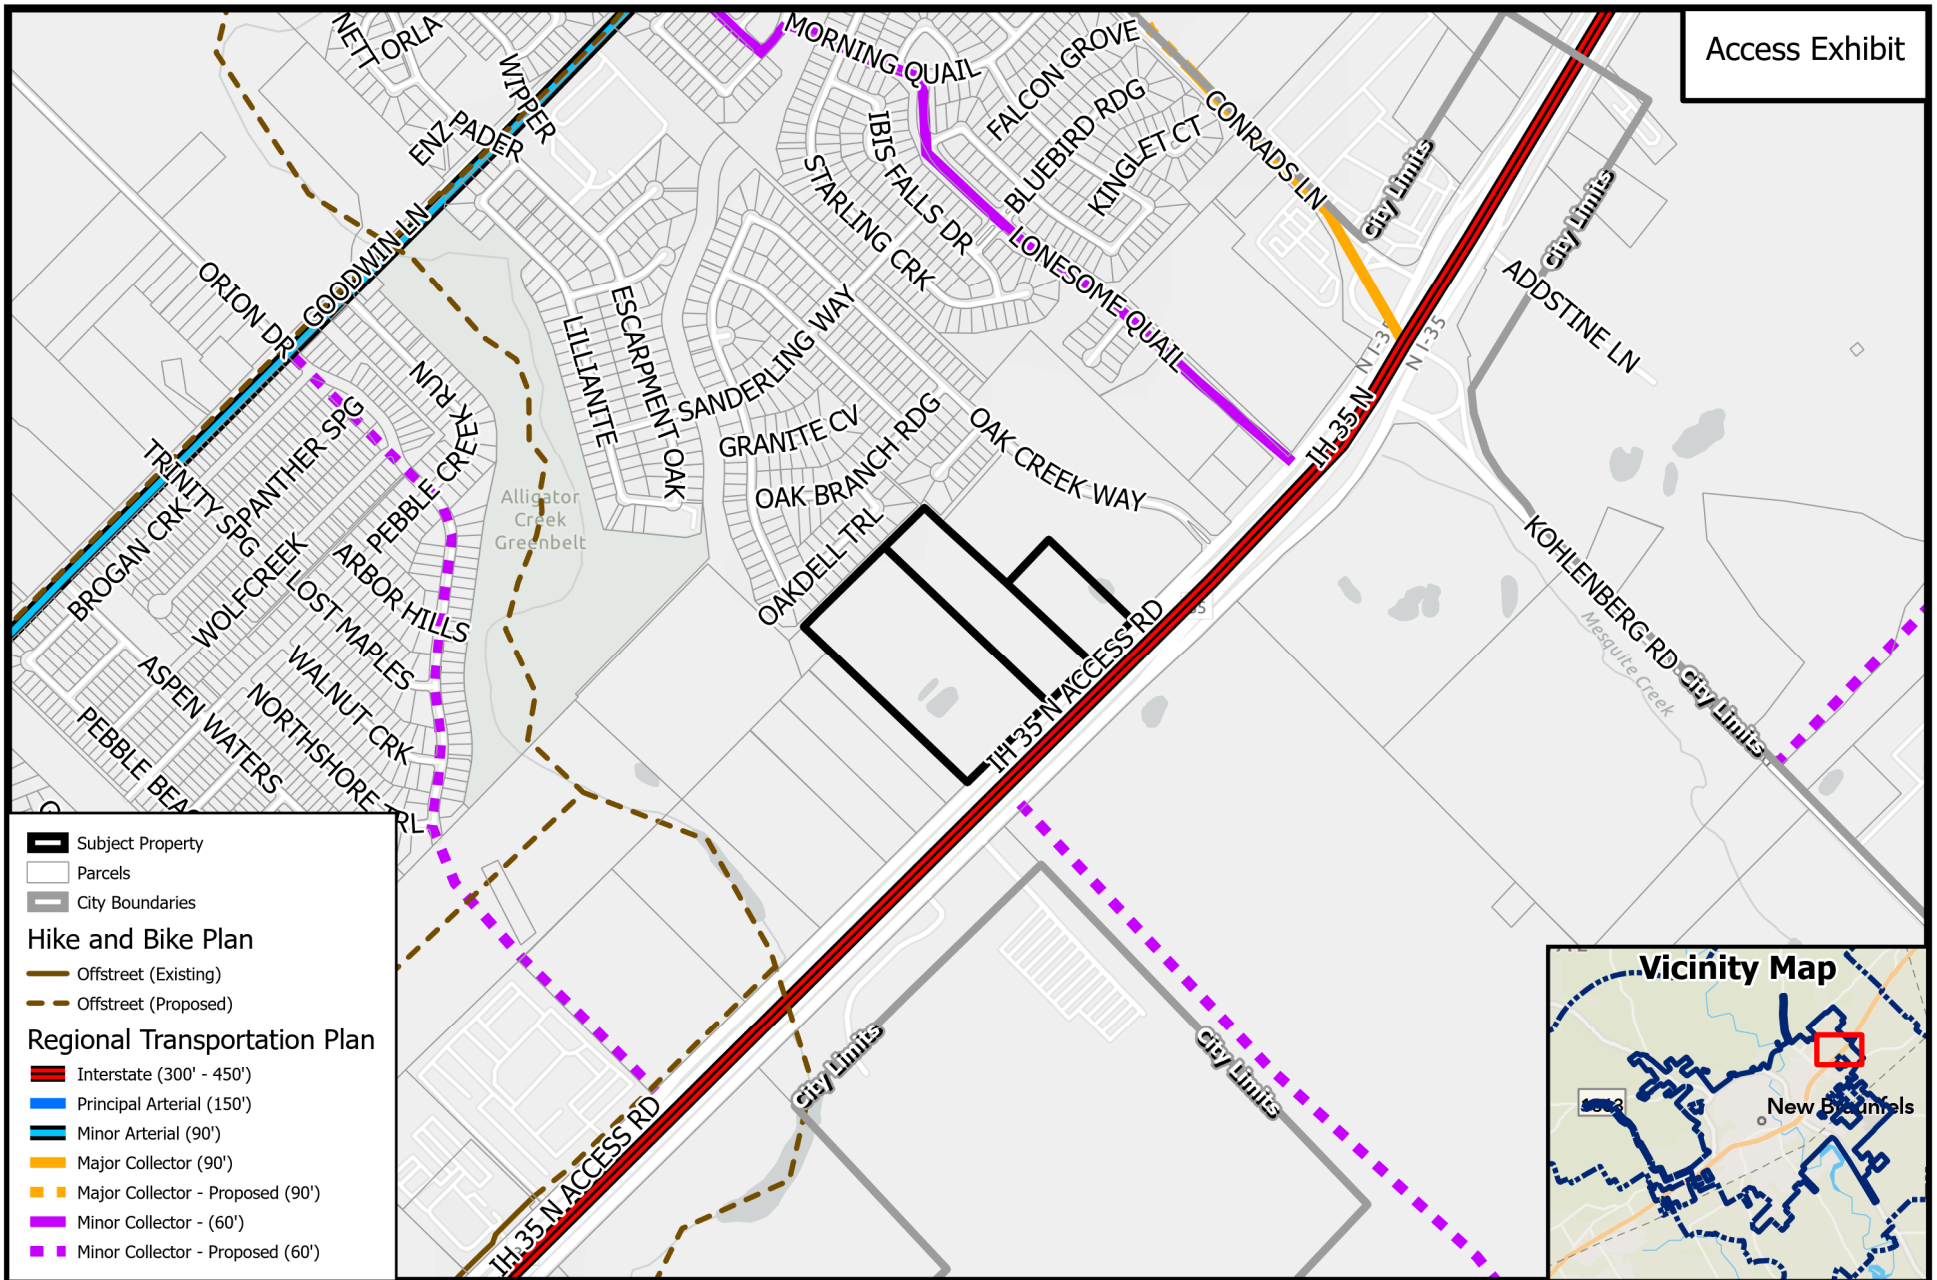 Access Exhibit
NETT
ORLA
WIPPER
ENZ
PADER
MORNING QUAIL
FALCON GROVE
BLUEBIRD RDG
KINGLET CT
CONRADS LN
City Limits
City Limits
IBIS FALLS DR
STARLING CRK
LONESOME QUAIL
ADDSTINE LN
GOODWIN LN
ORION DR
LILLIANITE
ESCARPMENT OAK
SANDERLING WAY
GRANITE CV
OAK BRANCH RDG
OAKDELL TRL
OAK CREEK WAY
N I-35
N I-35
IH 35 N
CREEK RUN
PANTHER SPG
TRINITY SPG
BROGAN CRK
PEBBLE
WOLFCREEK
ARBOR HILLS
LOST MAPLES
WALNUT CRK
ASPEN WATERS
NORTHSHORE TRL
Alligator
Creek
Greenbelt
KOHLENBERG RD
Mesquite Creek
City Limits
IH 35 N ACCESS RD
City Limits
City Limits
IH 35 N ACCESS RD
Subject Property
Parcels
City Boundaries
Hike and Bike Plan
Offstreet (Existing)
Offstreet (Proposed)
Regional Transportation Plan
Interstate (300' - 450')
Principal Arterial (150')
Minor Arterial (90')
Major Collector (90')
Major Collector - Proposed (90')
Minor Collector - (60')
Minor Collector - Proposed (60')
Vicinity Map
New Braunfels